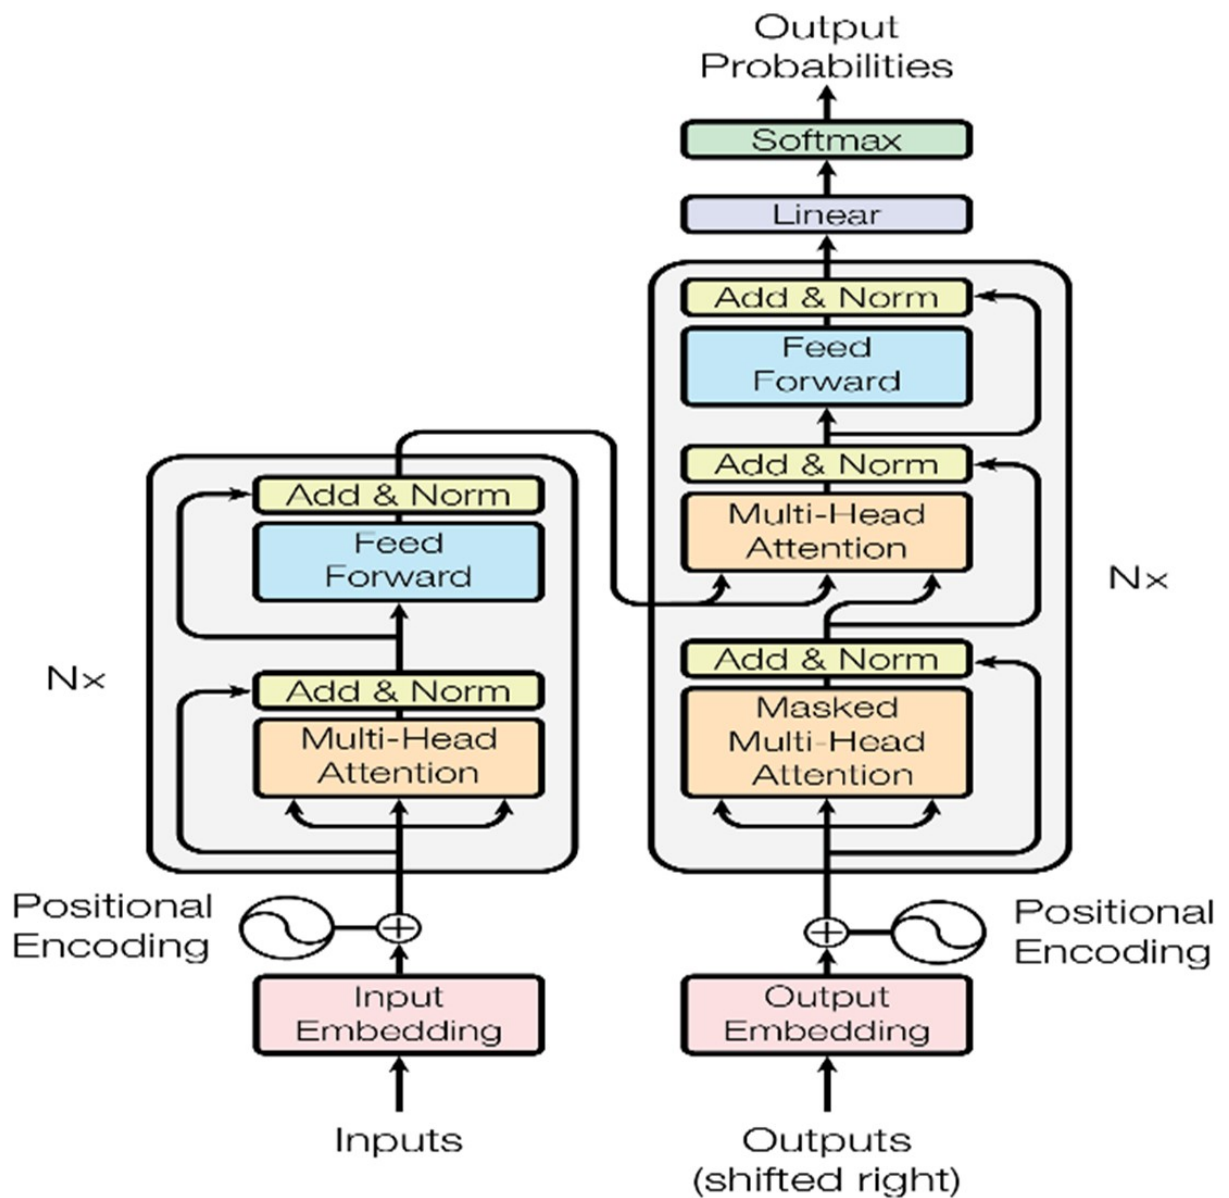 Output
Probabilities
Softmax
Linear
Add & Norm
Feed
Forward
Add & Norm
Multi-Head
Attention
Nx
Add & Norm
Masked
Multi-Head
Attention
Add & Norm
Feed
Forward
Nx
Add & Norm
Multi-Head
Attention
Positional
Encoding
Positional
Encoding
Input
Embedding
Output
Embedding
Inputs
Outputs
(shifted right)